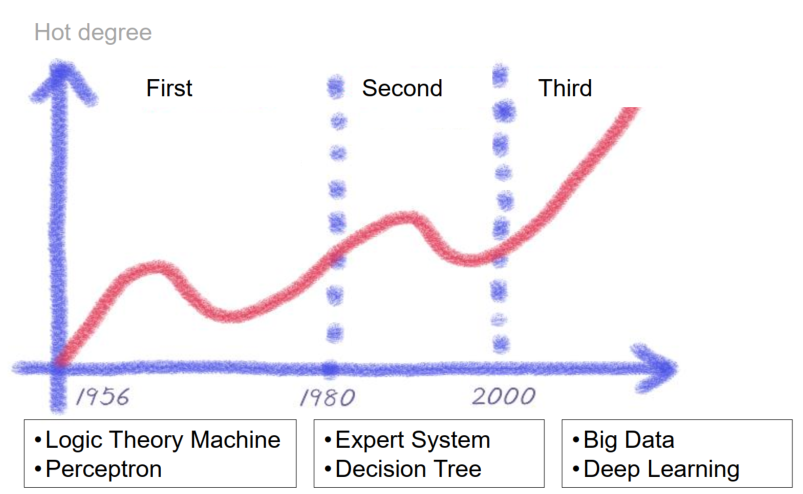 Hot degree
First
Second
Third
1956
1980
2000
•Logic Theory Machine
•Perceptron
•Expert System
•Decision Tree
•Big Data
•Deep Learning